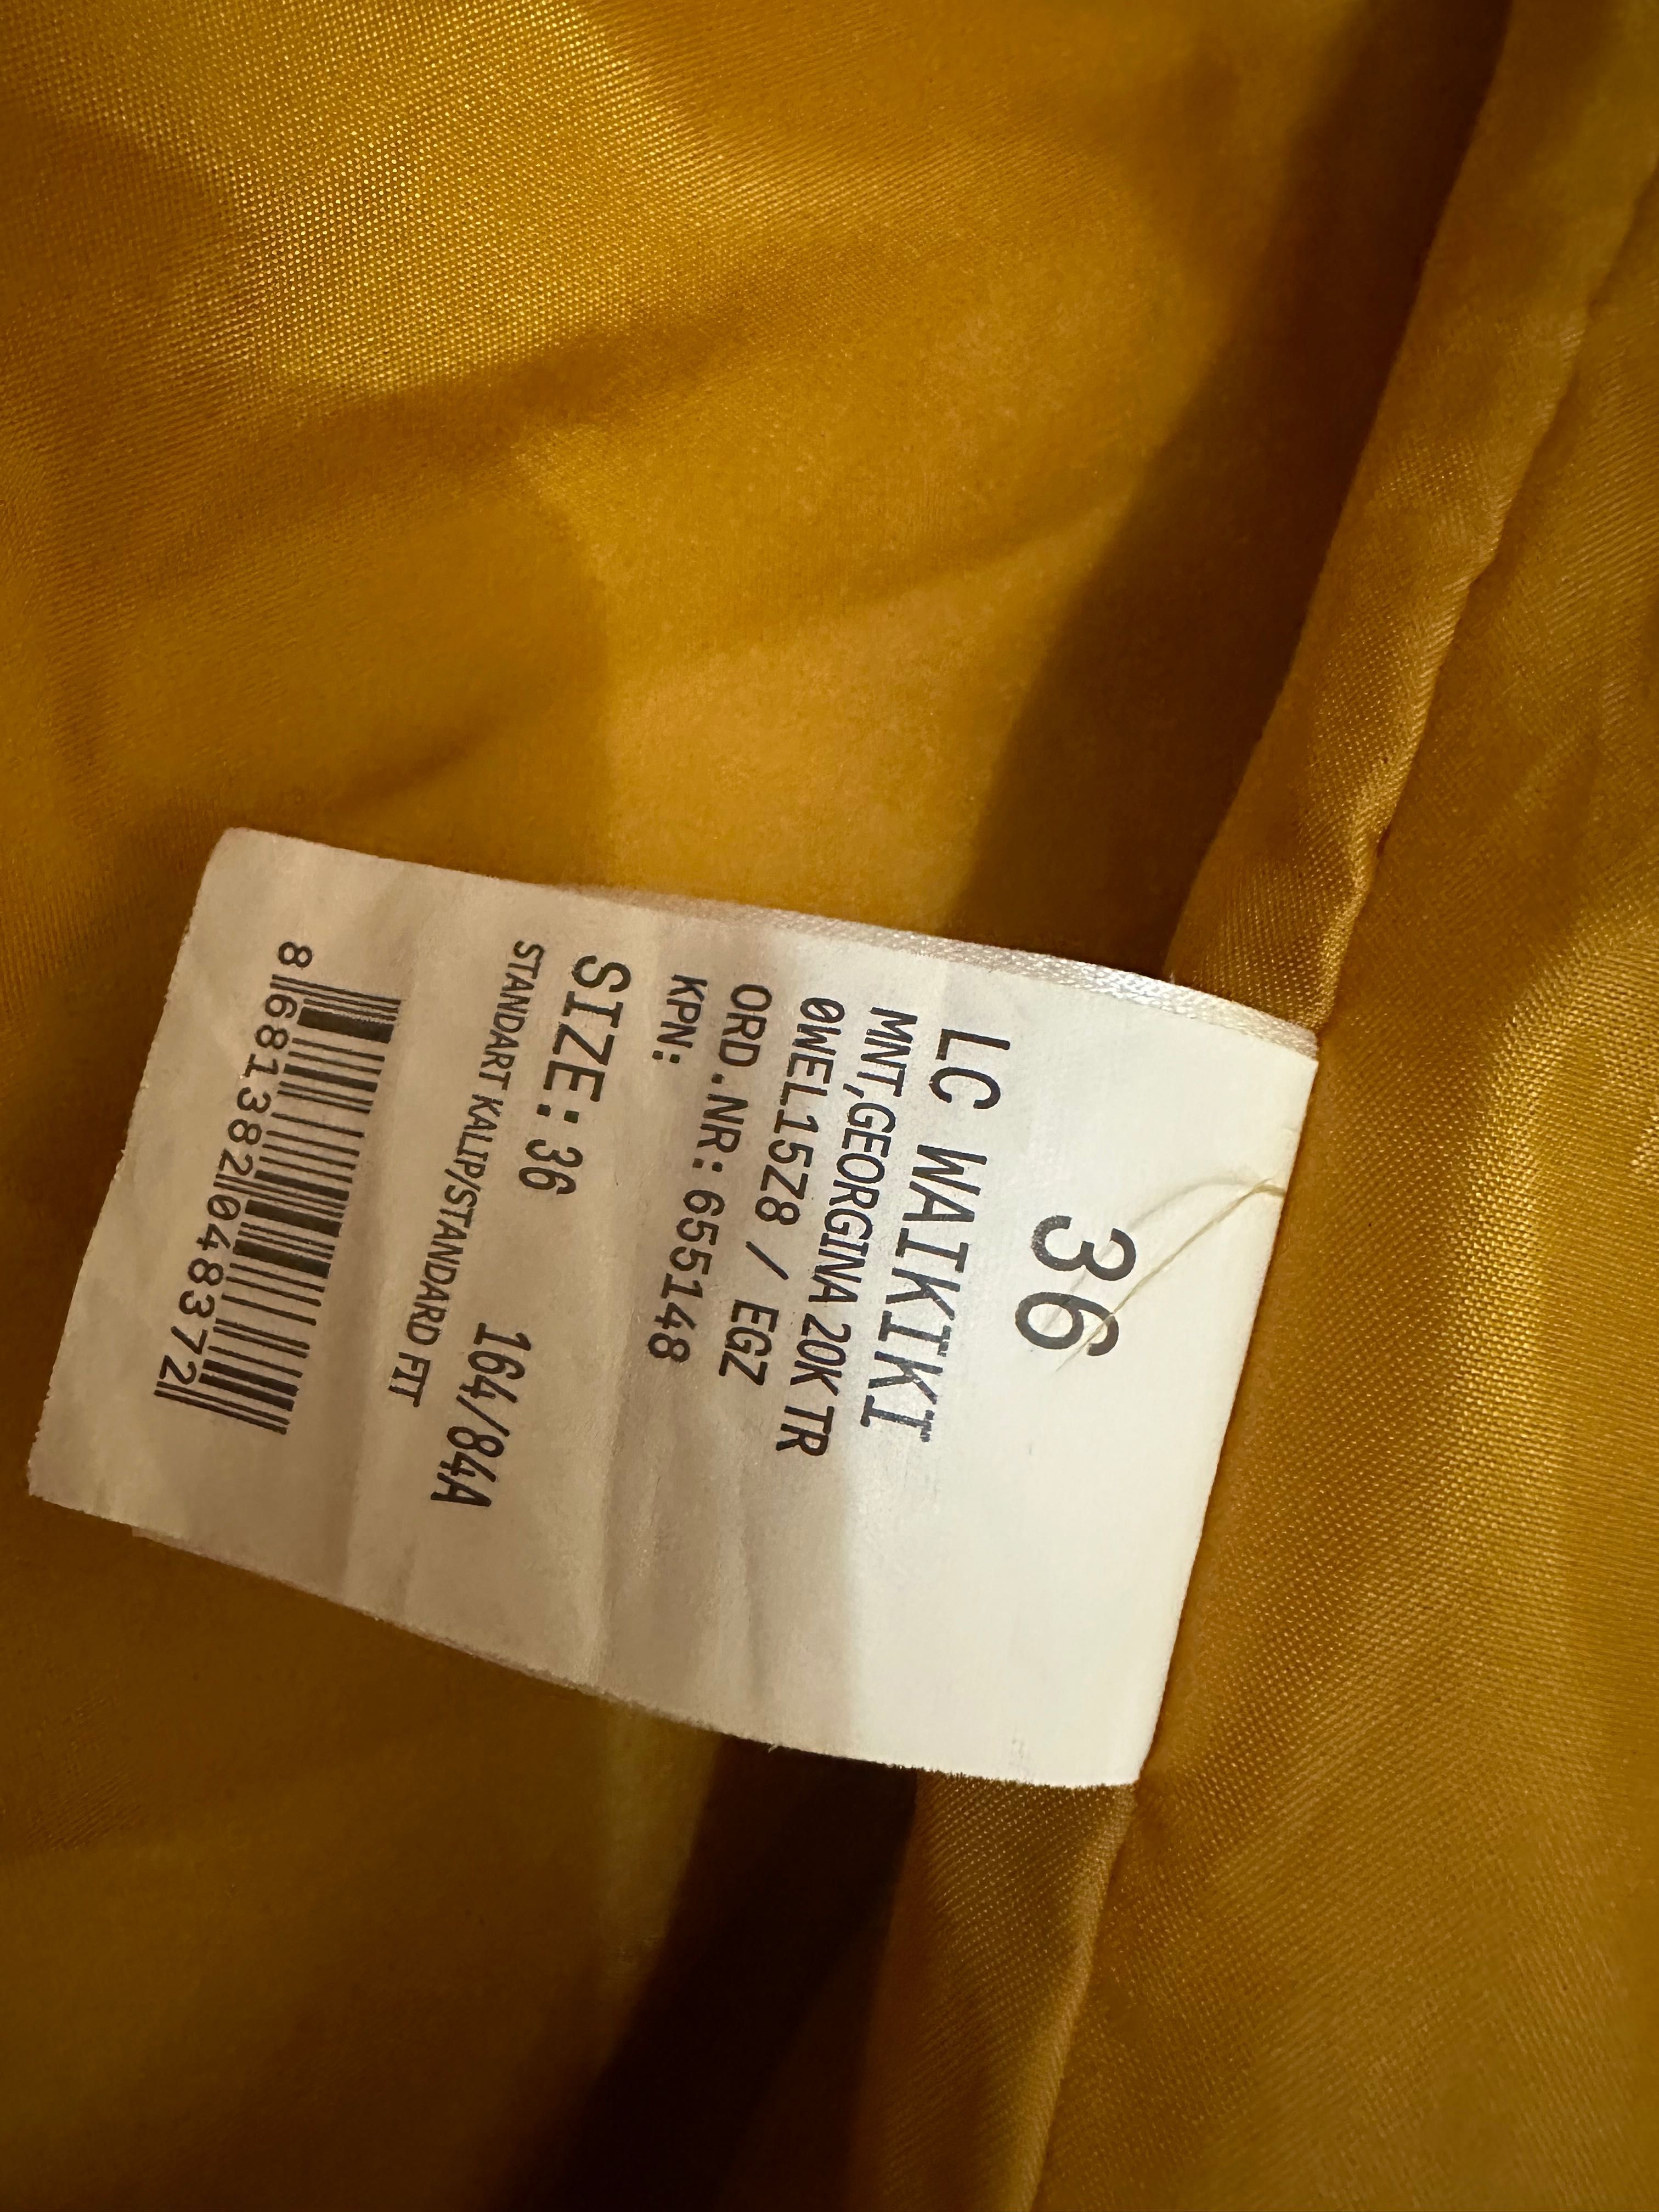 36
LC WAIKIKI
MNT,GEORGINA 20K TR
0WEL15Z8 / EGZ
ORD.NR: 655148
KPN:
SIZE: 36 164/84A
STANDART KALIP/STANDARD FIT
8 681382 048372